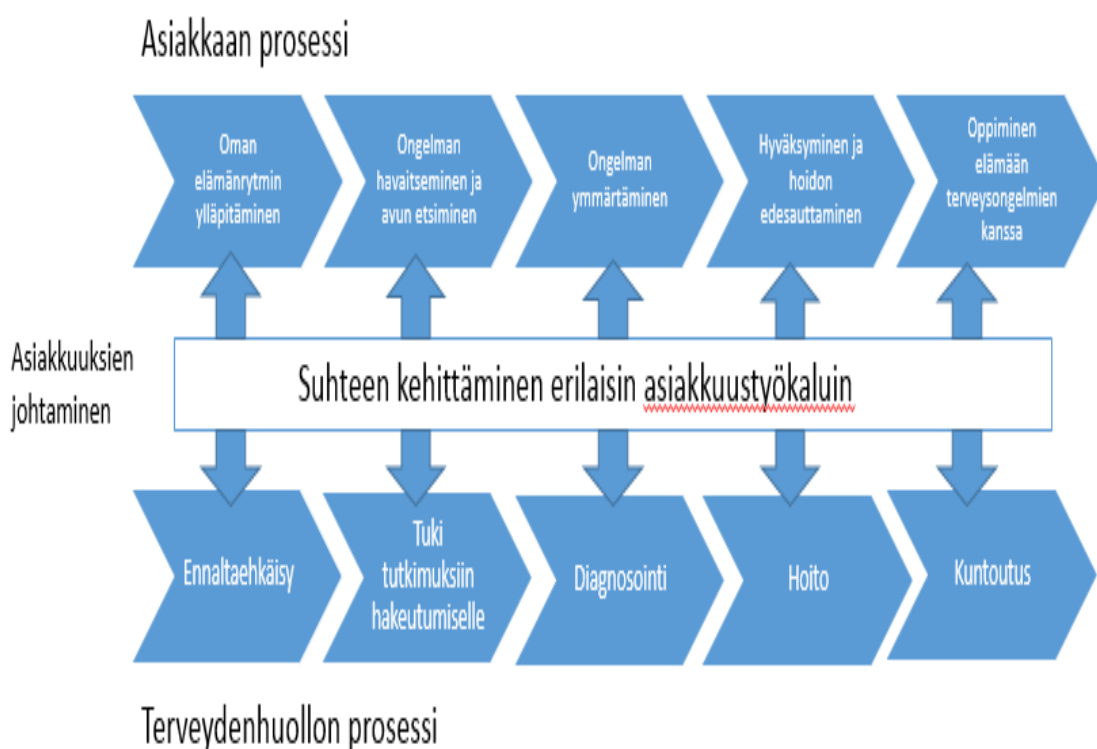 Asiakkaan prosessi
Oman
elämänrytmin
ylläpitäminen
Ongelman
havaitseminen ja
avun etsiminen
Ongelman
ymmärtäminen
Hyväksyminen ja
hoidon
edesauttaminen
Oppiminen
elämään
terveysongelmien
kanssa
Asiakkuuksien
johtaminen
Suhteen kehittäminen erilaisin asiakkuustyökaluin
Ennaltaehkäisy
Tuki
tutkimuksiin
hakeutumiselle
Diagnosointi
Hoito
Kuntoutus
Terveydenhuollon prosessi